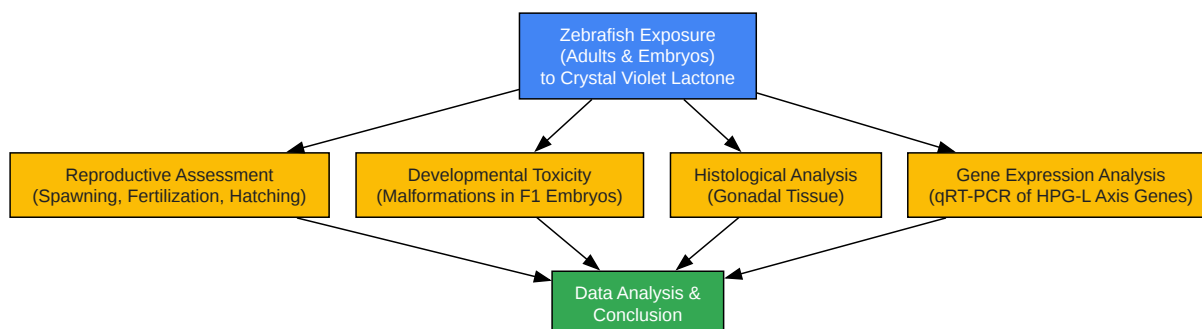 Zebrafish Exposure
(Adults & Embryos)
to Crystal Violet Lactone
Reproductive Assessment
(Spawning, Fertilization, Hatching)
Developmental Toxicity
(Malformations in F1 Embryos)
Histological Analysis
(Gonadal Tissue)
Gene Expression Analysis
(qRT-PCR of HPG-L Axis Genes)
Data Analysis &
Conclusion